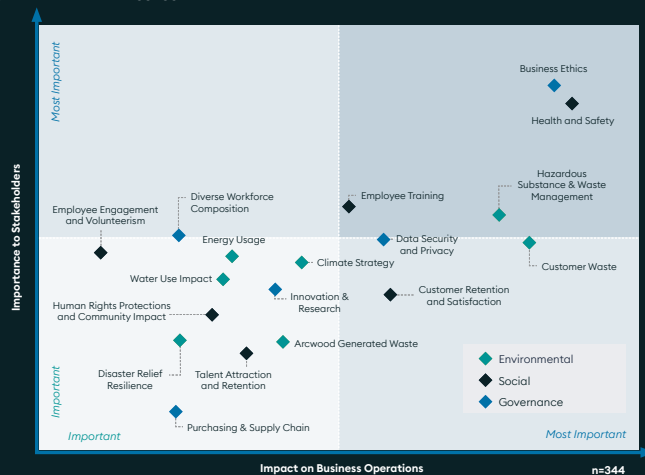 Most Important
Business Ethics
Health and Safety
Hazardous
Substance & Waste
Management
Employee Training
Diverse Workforce
Composition
Employee Engagement
and Volunteerism
Importance to Stakeholders
Energy Usage
Data Security
and Privacy
Climate Strategy
Customer Waste
Water Use Impact
Innovation &
Research
Customer Retention
and Satisfaction
Human Rights Protections
and Community Impact
Arcwood Generated Waste
Environmental
Social
Governance
Disaster Relief
Resilience
Talent Attraction
and Retention
Important
Purchasing & Supply Chain
Important
Most Important
Impact on Business Operations
n=344